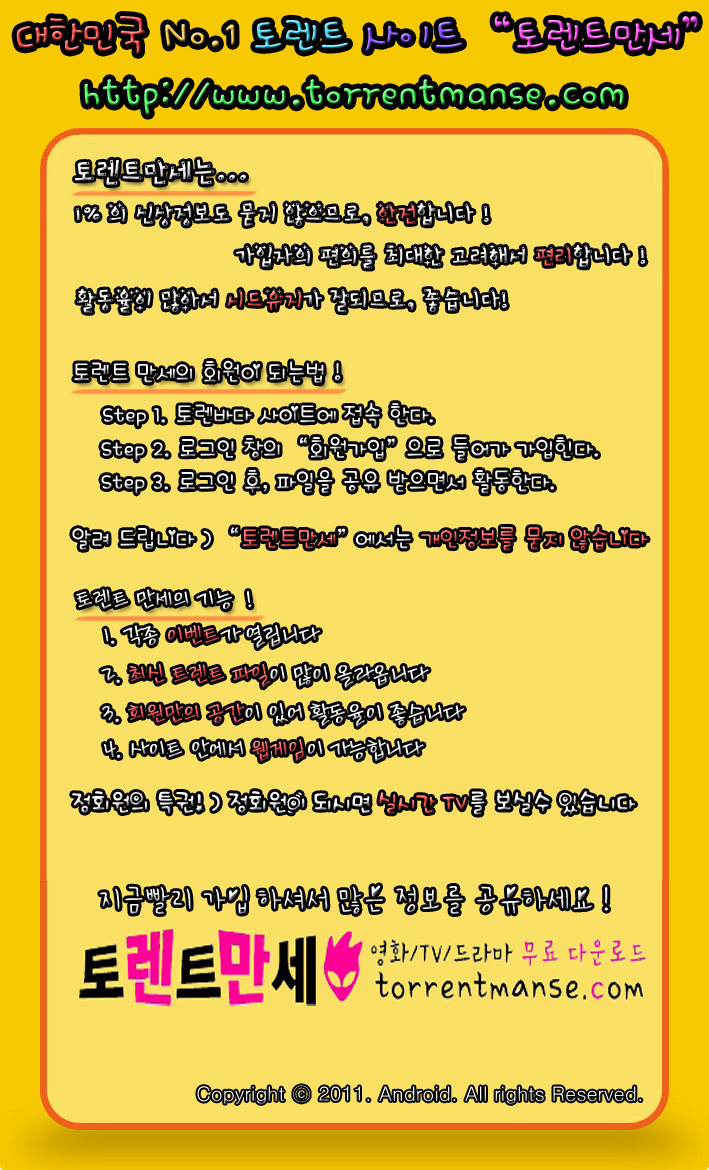 대한민국 No.1 토렌트 사이트 “토렌트만세”
http://www.torrentmanse.com
토렌트만세는...
1% 의 신상정보도 묻지 않으므로, 안전합니다 !
가입자의 편의를 최대한 고려해서 편리합니다 !
활동율이 많아서 시드유지가 잘되므로, 좋습니다!
토렌트 만세의 회원이 되는법 !
Step 1. 토렌바다 사이트에 접속 한다.
Step 2. 로그인 창의 “회원가입” 으로 들어가 가입한다.
Step 3. 로그인 후, 파일을 공유 받으면서 활동한다.
알려 드립니다 ) “토렌트만세” 에서는 개인정보를 묻지 않습니다
토렌트 만세의 기능 !
1. 각종 이벤트가 열립니다
2. 최신 트렌트 파일이 많이 올라옵니다
3. 회원만의 공간이 있어 활동율이 좋습니다
4. 사이트 안에서 웹게임이 가능합니다
정회원의 특권! ) 정회원이 되시면 실시간 TV를 보실수 있습니다
지금빨리 가입 하셔서 많은 정보를 공유하세요 !
토렌트만세 영화/TV/드라마 무료 다운로드
torrentmanse.com
Copyright © 2011. Android. All rights Reserved.